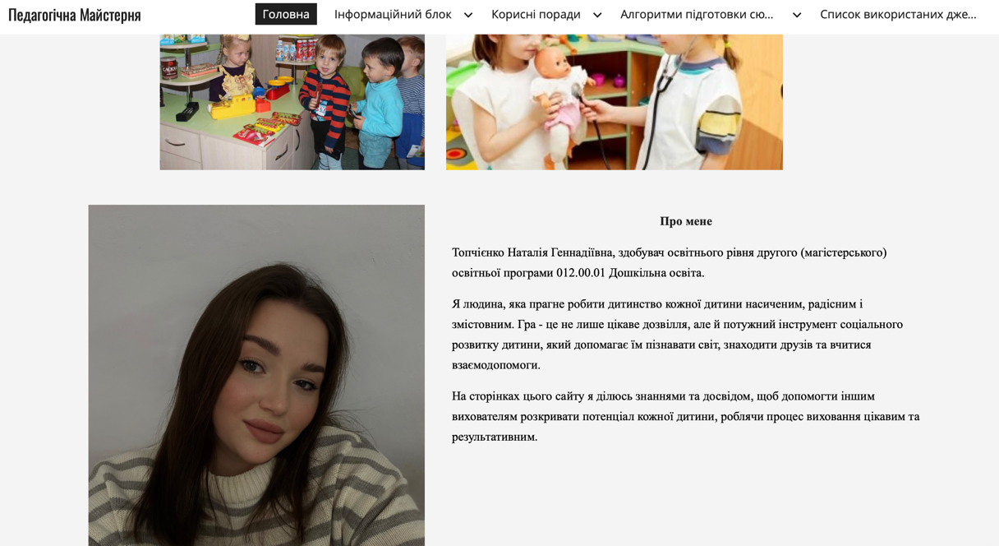 Педагогічна Майстерня
Головна
Інформаційний блок
Корисні поради
Алгоритми підготовки сю...
Список використаних дже...
Про мене
Топчієнко Наталія Геннадіївна, здобувач освітнього рівня другого (магістерського)
освітньої програми 012.00.01 Дошкільна освіта.
Я людина, яка прагне робити дитинство кожної дитини насиченим, радісним і
змістовним. Гра - це не лише цікаве дозвілля, але й потужний інструмент соціального
розвитку дитини, який допомагає їм пізнавати світ, знаходити друзів та вчитися
взаємодопомоги.
На сторінках цього сайту я ділюсь знаннями та досвідом, щоб допомогти іншим
вихователям розкривати потенціал кожної дитини, роблячи процес виховання цікавим та
результативним.